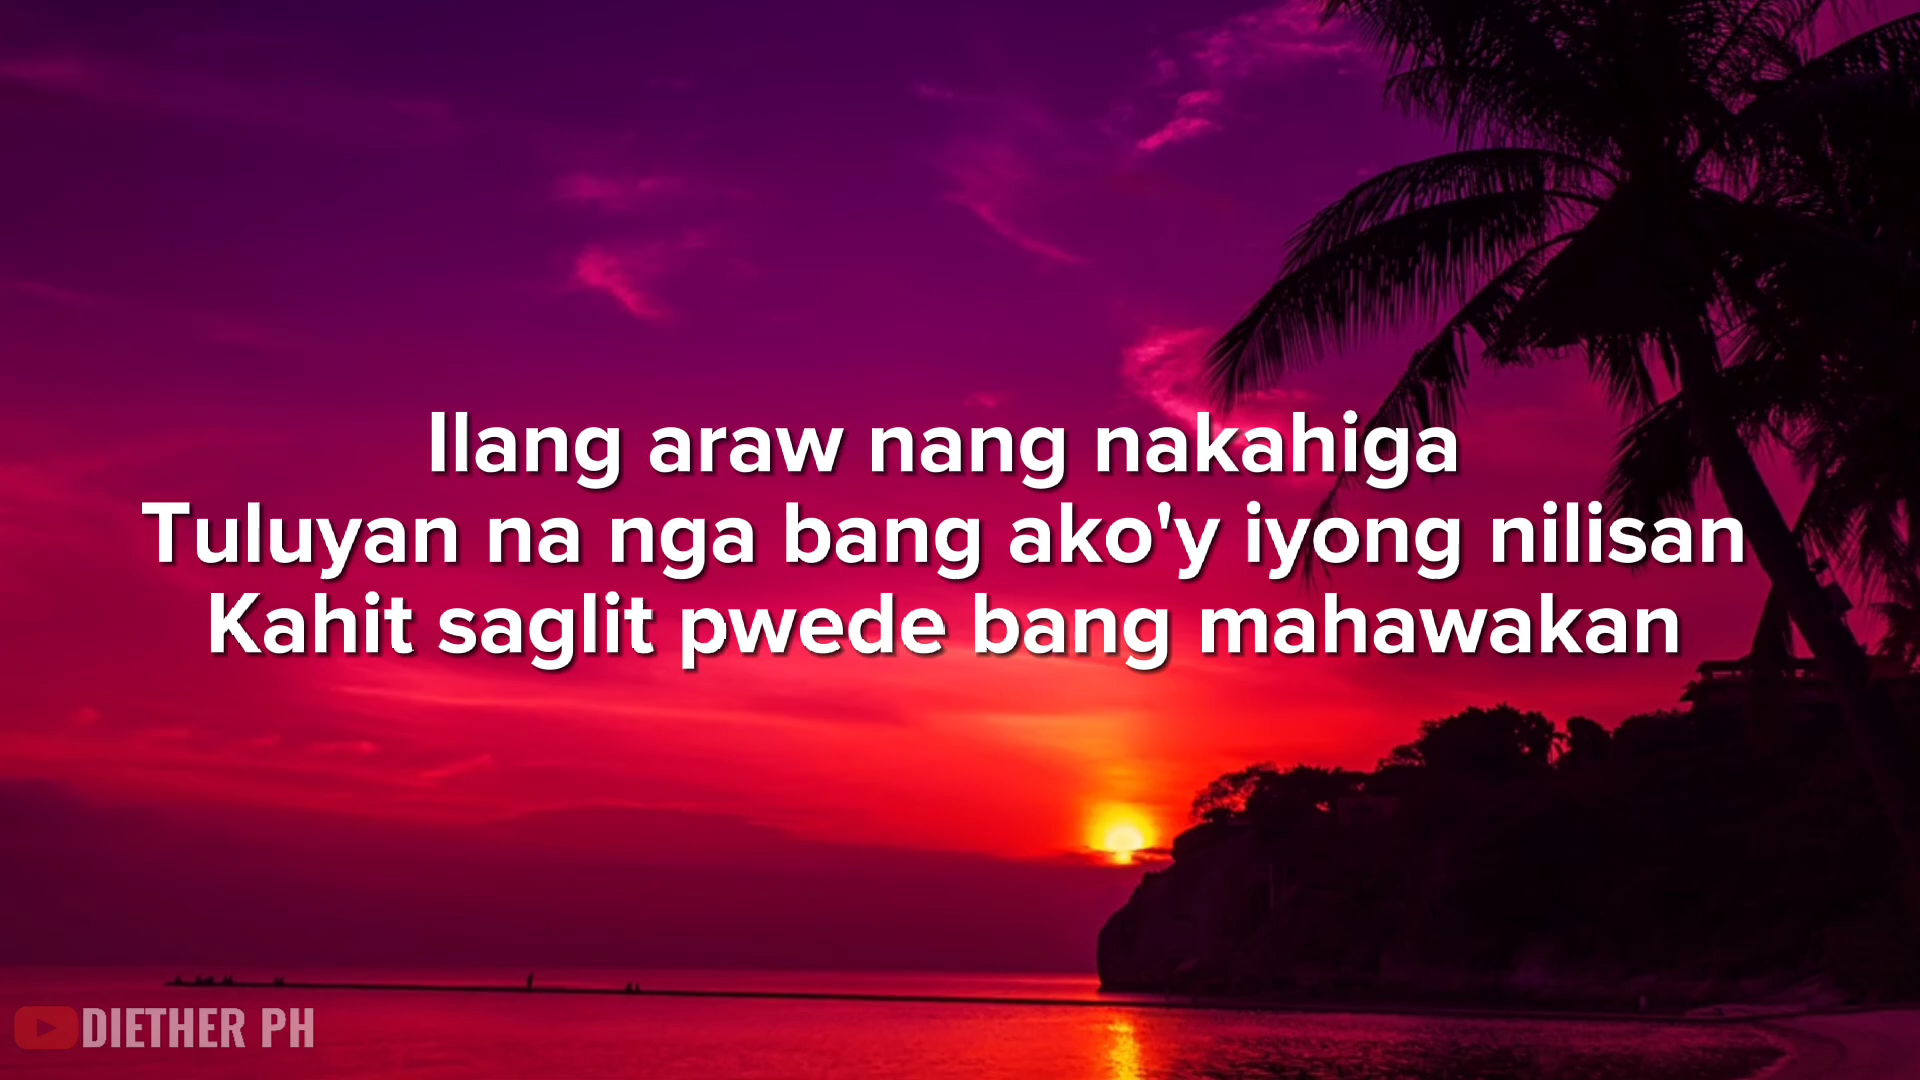 Ilang araw nang nakahiga
Tuluyan na nga bang ako'y iyong nilisan
Kahit saglit pwede bang mahawakan
DIETHER PH